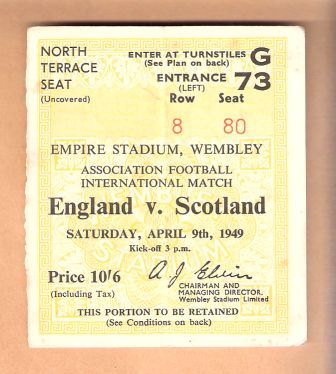 NORTH
TERRACE
SEAT
(Uncovered)
ENTER AT TURNSTILES G
(See Plan on back)
ENTRANCE 73
(LEFT)
Row Seat
8 80
EMPIRE STADIUM, WEMBLEY
ASSOCIATION FOOTBALL
INTERNATIONAL MATCH
England v. Scotland
SATURDAY, APRIL 9th, 1949
Kick-off 3 p.m.
Price 10/6
(Including Tax)
A. J. Elvin
CHAIRMAN AND
MANAGING DIRECTOR,
Wembley Stadium Limited
THIS PORTION TO BE RETAINED
(See Conditions on back)